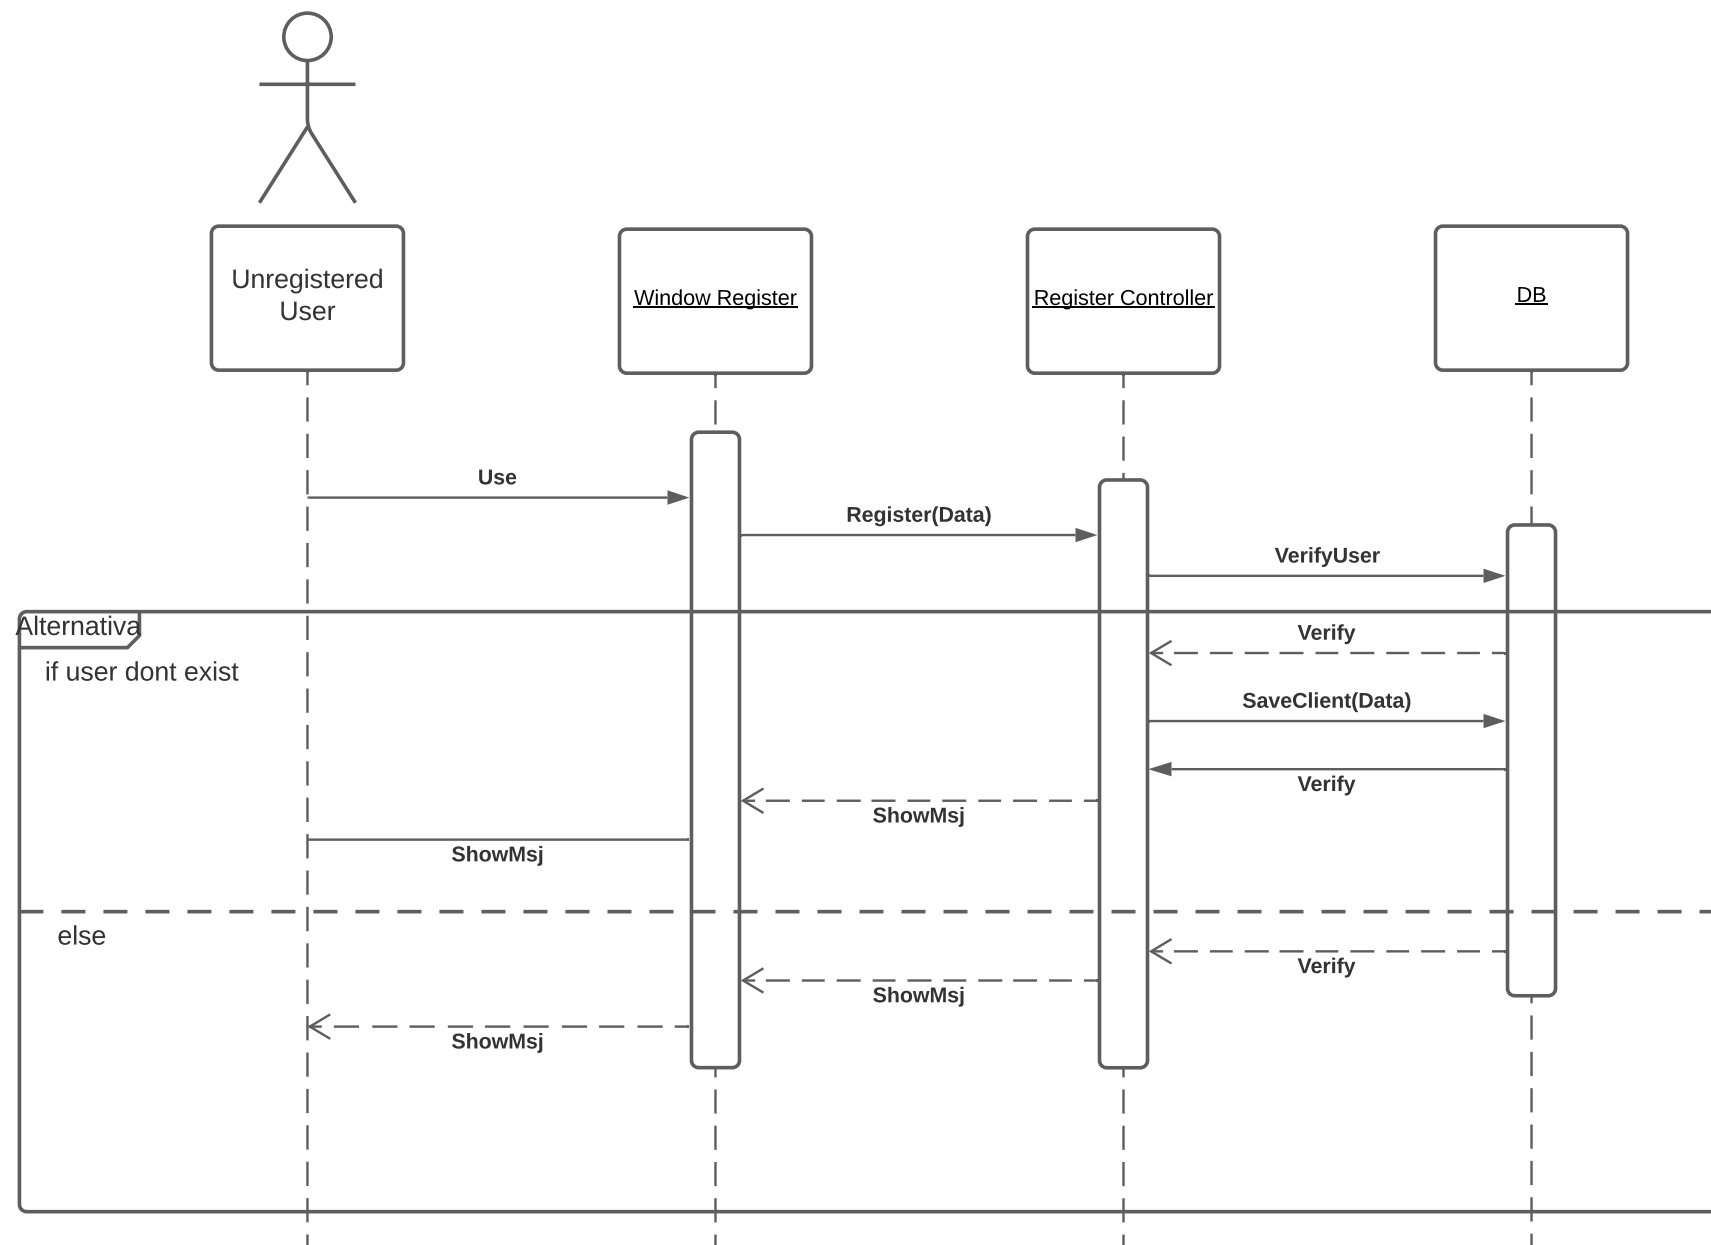 Unregistered
User
Window Register
Register Controller
DB
Use
Register(Data)
VerifyUser
Alternativa
Verify
if user dont exist
SaveClient(Data)
Verify
ShowMsj
ShowMsj
else
Verify
ShowMsj
ShowMsj